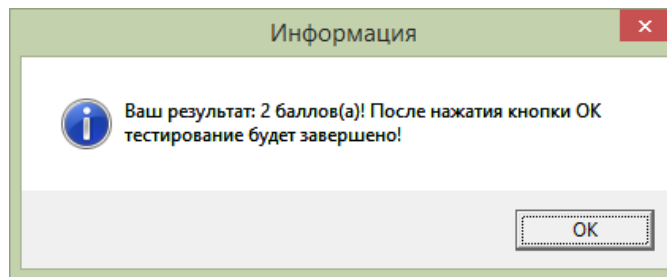 Информация
Ваш результат: 2 баллов(а)! После нажатия кнопки ОК
тестирование будет завершено!
OK